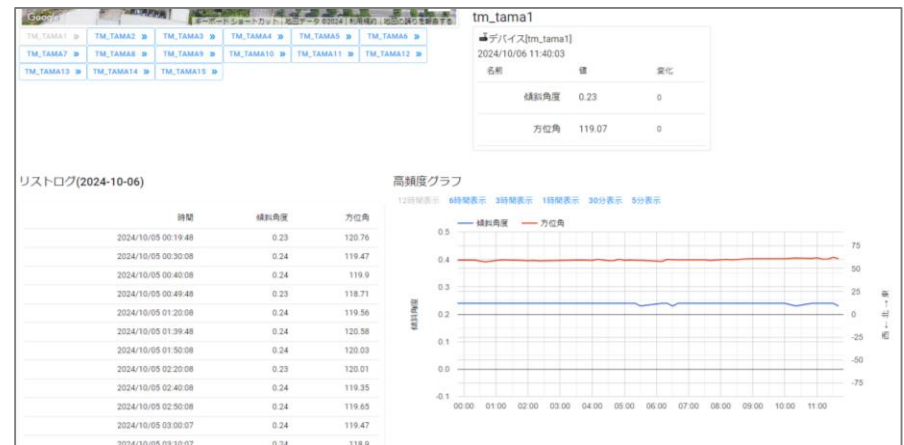 Google
キーボード ショートカット 地図データ ©2024 利用規約 地図の誤りを報告する
TM_TAMA1 » TM_TAMA2 » TM_TAMA3 » TM_TAMA4 » TM_TAMA5 » TM_TAMA6 »
TM_TAMA7 » TM_TAMA8 » TM_TAMA9 » TM_TAMA10 » TM_TAMA11 » TM_TAMA12 »
TM_TAMA13 » TM_TAMA14 » TM_TAMA15 »
tm_tama1
デバイス[tm_tama1]
2024/10/06 11:40:03
名前 値 変化
傾斜角度 0.23 0
方位角 119.07 0
リストログ(2024-10-06)
時間 傾斜角度 方位角
2024/10/05 00:19:48 0.23 120.76
2024/10/05 00:30:08 0.24 119.47
2024/10/05 00:40:08 0.24 119.9
2024/10/05 00:49:48 0.23 118.71
2024/10/05 01:20:08 0.24 119.56
2024/10/05 01:39:48 0.24 120.58
2024/10/05 01:50:08 0.24 120.03
2024/10/05 02:20:08 0.23 120.01
2024/10/05 02:40:08 0.24 119.35
2024/10/05 02:50:08 0.24 119.65
2024/10/05 03:00:07 0.24 119.47
2024/10/05 03:10:07 0.24 118.9
高頻度グラフ
12時間表示 6時間表示 3時間表示 1時間表示 30分表示 5分表示
傾斜角度 方位角
0.5
0.4
0.3
0.2
0.1
0.0
-0.1
傾斜角度
75
50
25
0
-25
-50
-75
西 ← 北 → 東
00:00 01:00 02:00 03:00 04:00 05:00 06:00 07:00 08:00 09:00 10:00 11:00